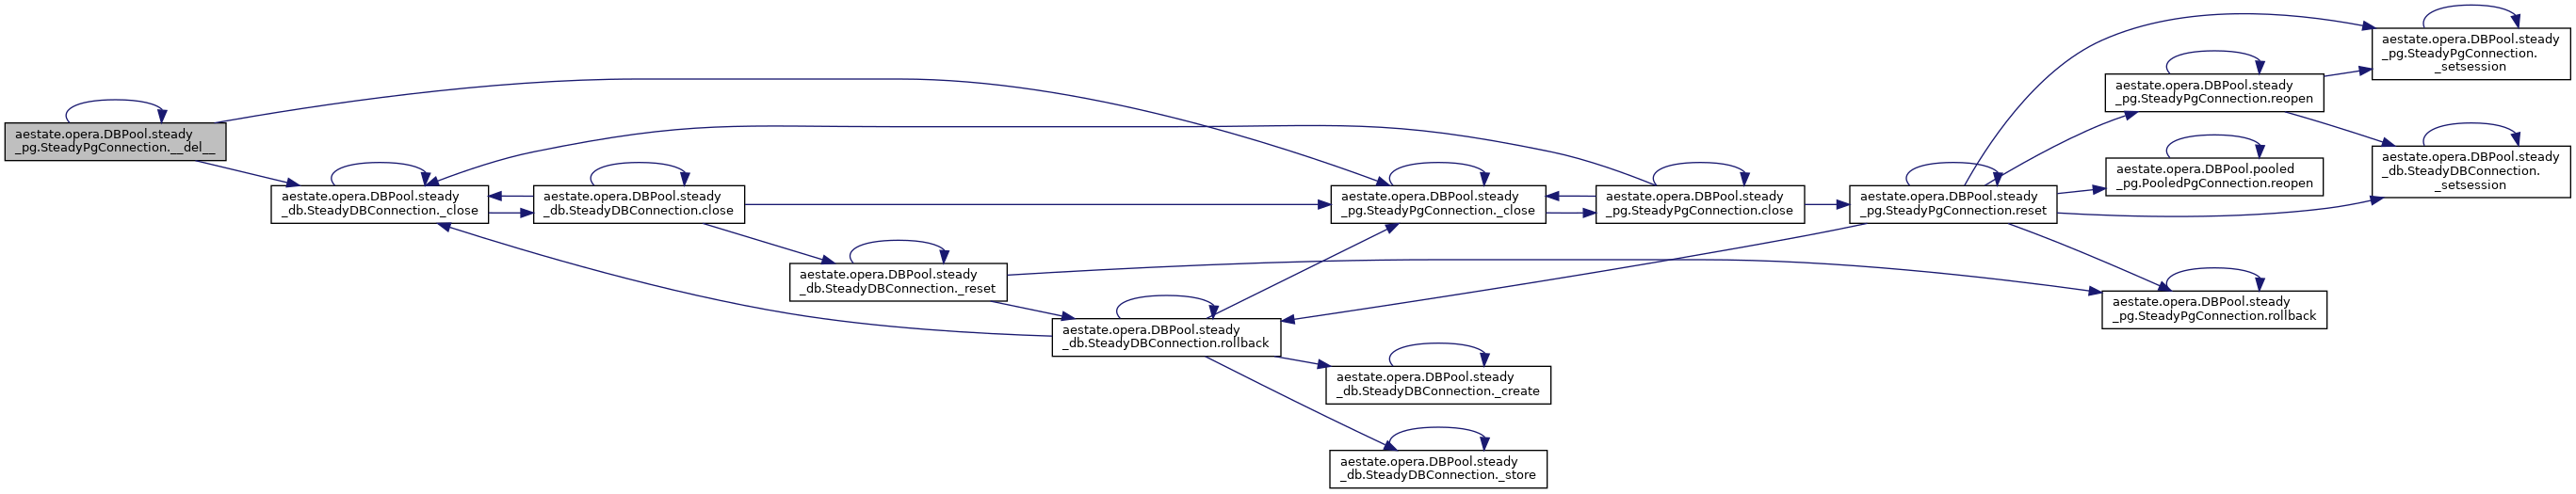 aestate.opera.DBPool.steady
_pg.SteadyPgConnection.__del__
aestate.opera.DBPool.steady
_db.SteadyDBConnection._close
aestate.opera.DBPool.steady
_db.SteadyDBConnection.close
aestate.opera.DBPool.steady
_db.SteadyDBConnection._reset
aestate.opera.DBPool.steady
_db.SteadyDBConnection.rollback
aestate.opera.DBPool.steady
_pg.SteadyPgConnection._close
aestate.opera.DBPool.steady
_db.SteadyDBConnection._create
aestate.opera.DBPool.steady
_db.SteadyDBConnection._store
aestate.opera.DBPool.steady
_pg.SteadyPgConnection.close
aestate.opera.DBPool.steady
_pg.SteadyPgConnection.reset
aestate.opera.DBPool.steady
_pg.SteadyPgConnection.reopen
aestate.opera.DBPool.pooled
_pg.PooledPgConnection.reopen
aestate.opera.DBPool.steady
_pg.SteadyPgConnection.rollback
aestate.opera.DBPool.steady
_pg.SteadyPgConnection.
_setsession
aestate.opera.DBPool.steady
_db.SteadyDBConnection.
_setsession